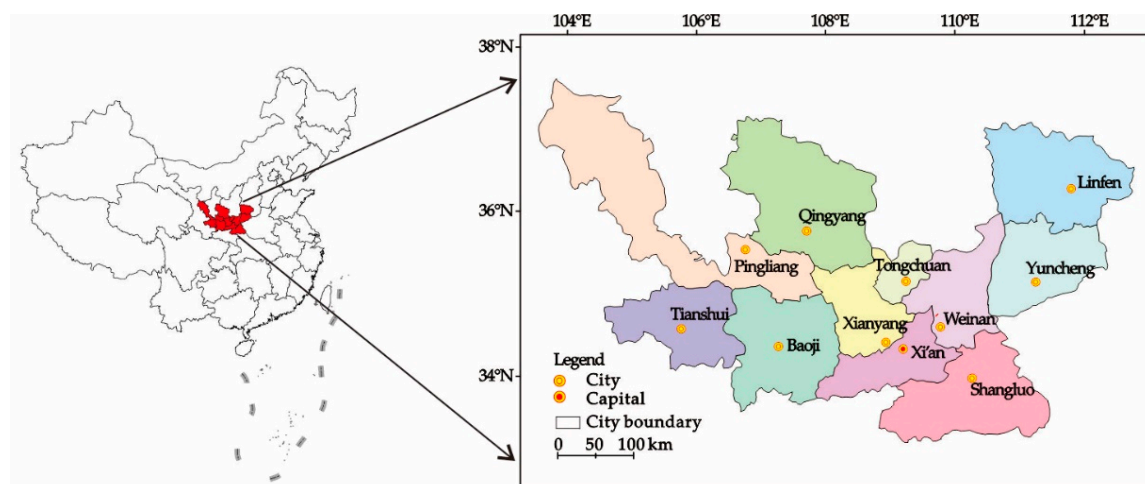 104°E 106°E 108°E 110°E 112°E
38°N
36°N
34°N
Linfen
Qingyang
Pingliang
Tongchuan
Yuncheng
Tianshui
Xianyang
Weinan
Baoji
Xi'an
Shangluo
Legend
City
Capital
City boundary
0 50 100 km